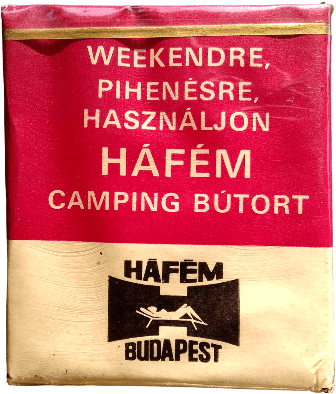 WEEKENDRE,
PIHENÉSRE,
HASZNÁLJON
HÁFÉM
CAMPING BÚTORT
HÁFÉM
BUDAPEST